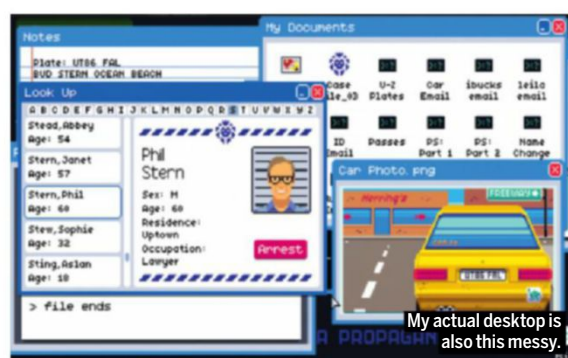 Notes
Plate: UT86 FAL
BUD STERN OCEAN BEACH
My Documents
Case
U-Z Plates
Car Email
ibucks email
leila email
ID
Passes
PS: Part 1
PS: Part 2
Name Change
Look Up
A B C D E F G H I J K L M N O P Q R S T U V W X Y Z
Stead,Abbey
Age: 54
Stern,Janet
Age: 57
Stern,Phil
Age: 60
Stew,Sophie
Age: 32
Sting,Aslan
Age: 18
Phil
Stern
Sex: M
Age: 60
Residence:
Uptown
Occupation:
Lawyer
Arrest
> file ends
Car Photo.png
Herring's
FREEWAY
UT86 FAL
A PROPAGAN
My actual desktop is
also this messy.